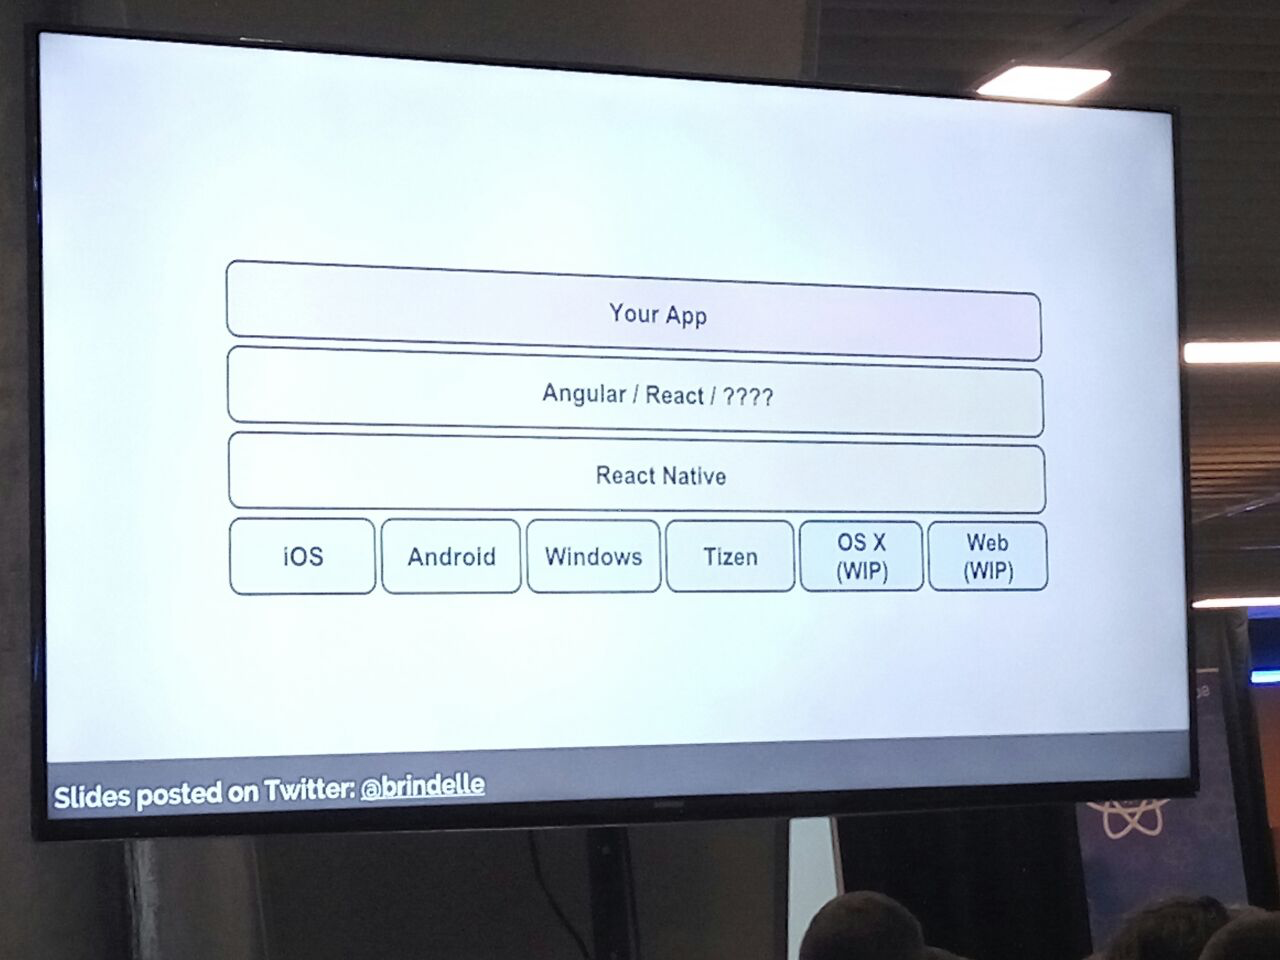 Your App
Angular / React / ????
React Native
iOS
Android
Windows
Tizen
OS X
(WIP)
Web
(WIP)
Slides posted on Twitter: @brindelle